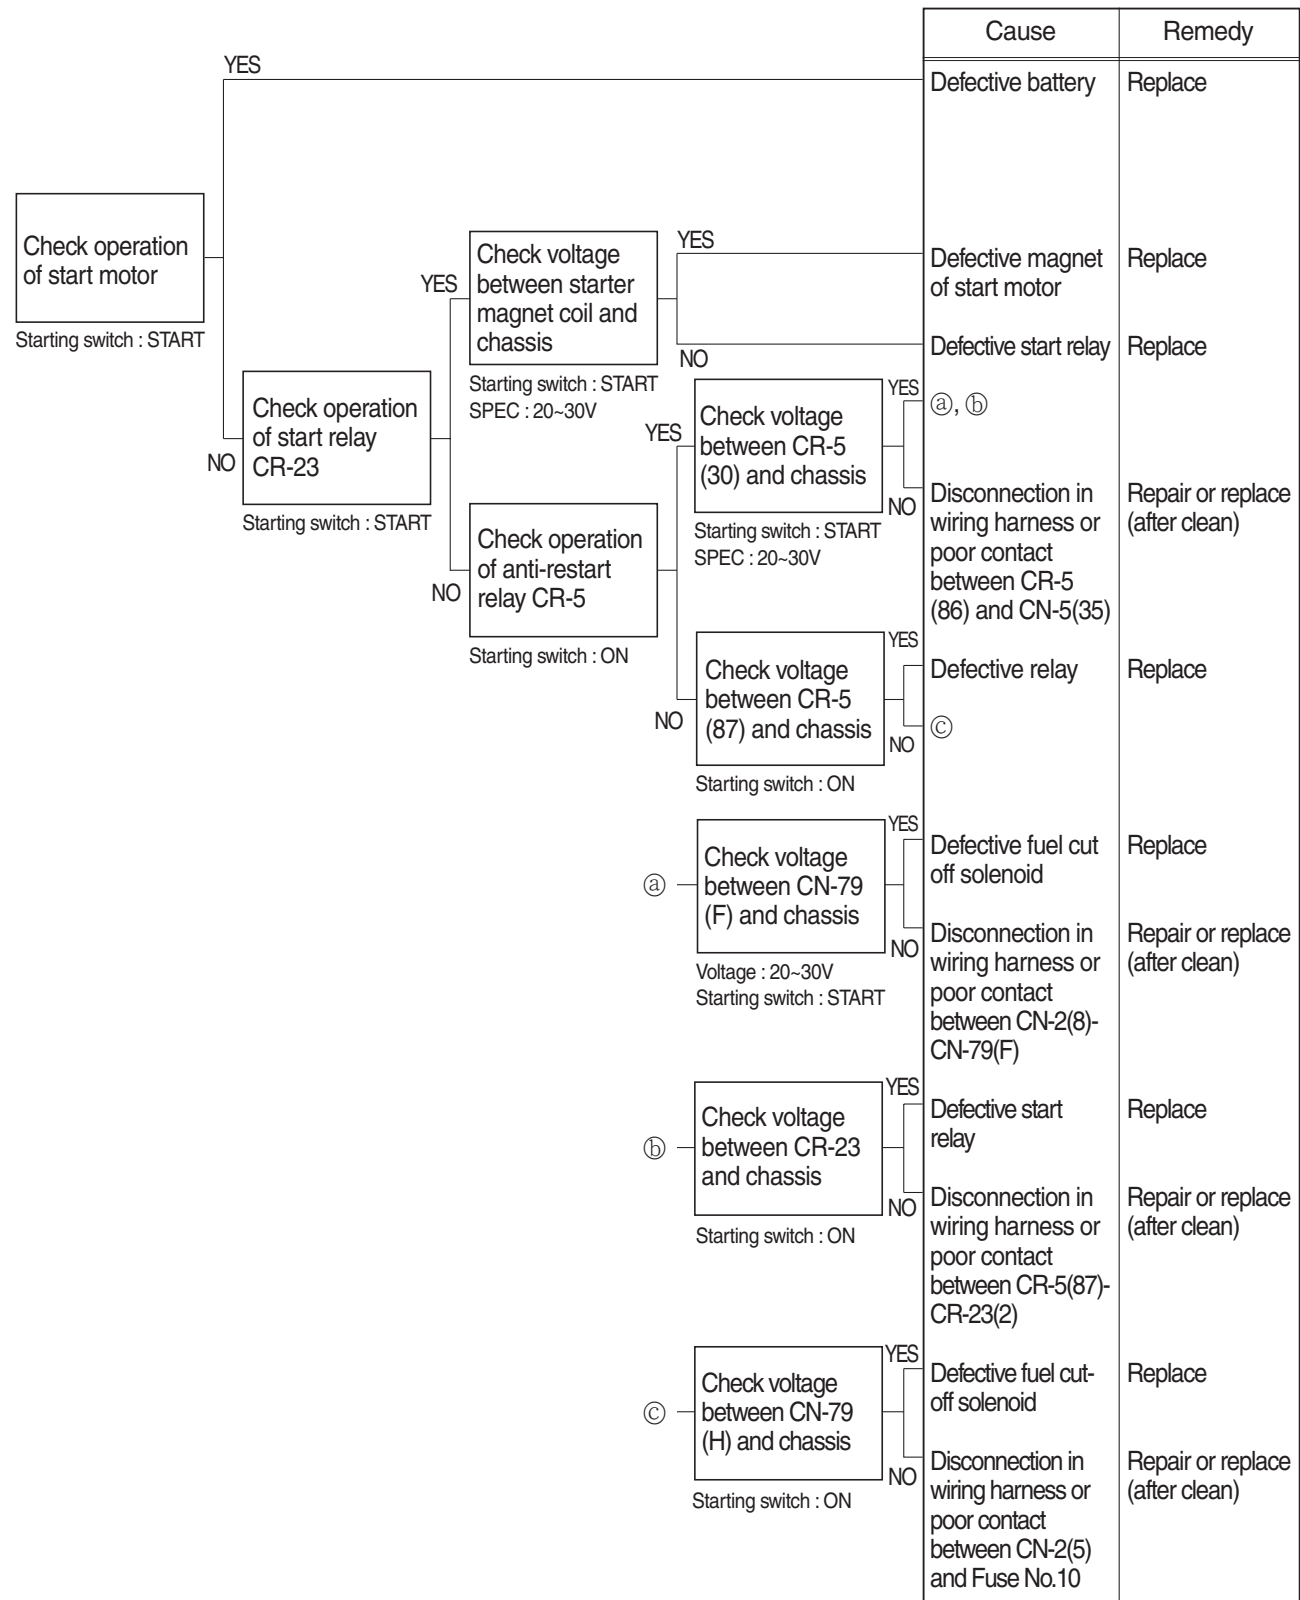 Cause
Remedy
YES
Defective battery
Replace
Check operation
of start motor
Starting switch : START
YES
Check voltage
between starter
magnet coil and
chassis
Starting switch : START
SPEC : 20~30V
YES
Defective magnet
of start motor
Replace
NO
Defective start relay
Replace
NO
Check operation
of start relay
CR-23
Starting switch : START
YES
Check voltage
between CR-5
(30) and chassis
Starting switch : START
SPEC : 20~30V
YES
ⓐ, ⓑ
NO
Disconnection in
wiring harness or
poor contact
between CR-5
(86) and CN-5(35)
Repair or replace
(after clean)
NO
Check operation
of anti-restart
relay CR-5
Starting switch : ON
NO
Check voltage
between CR-5
(87) and chassis
Starting switch : ON
YES
Defective relay
Replace
NO
ⓒ
ⓐ
Check voltage
between CN-79
(F) and chassis
Voltage : 20~30V
Starting switch : START
YES
Defective fuel cut
off solenoid
Replace
NO
Disconnection in
wiring harness or
poor contact
between CN-2(8)-
CN-79(F)
Repair or replace
(after clean)
ⓑ
Check voltage
between CR-23
and chassis
Starting switch : ON
YES
Defective start
relay
Replace
NO
Disconnection in
wiring harness or
poor contact
between CR-5(87)-
CR-23(2)
Repair or replace
(after clean)
ⓒ
Check voltage
between CN-79
(H) and chassis
Starting switch : ON
YES
Defective fuel cut-
off solenoid
Replace
NO
Disconnection in
wiring harness or
poor contact
between CN-2(5)
and Fuse No.10
Repair or replace
(after clean)